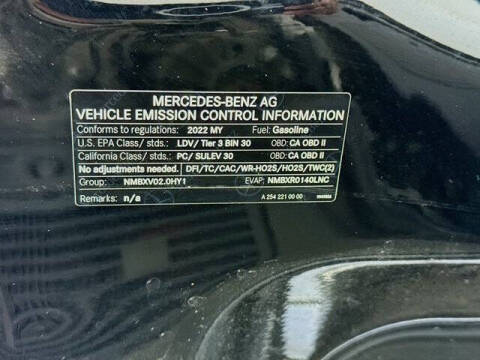 MERCEDES-BENZ AG
VEHICLE EMISSION CONTROL INFORMATION
Conforms to regulations: 2022 MY Fuel: Gasoline
U.S. EPA Class/ stds.: LDV/ Tier 3 BIN 30 OBD: CA OBD II
California Class/ stds.: PC/ SULEV 30 OBD: CA OBD II
No adjustments needed. DFI/TC/CAC/WR-HO2S/HO2S/TWC(2)
Group: NMBXV02.0HY1 EVAP: NMBXR0140LNC
Remarks: n/a A 254 221 00 00